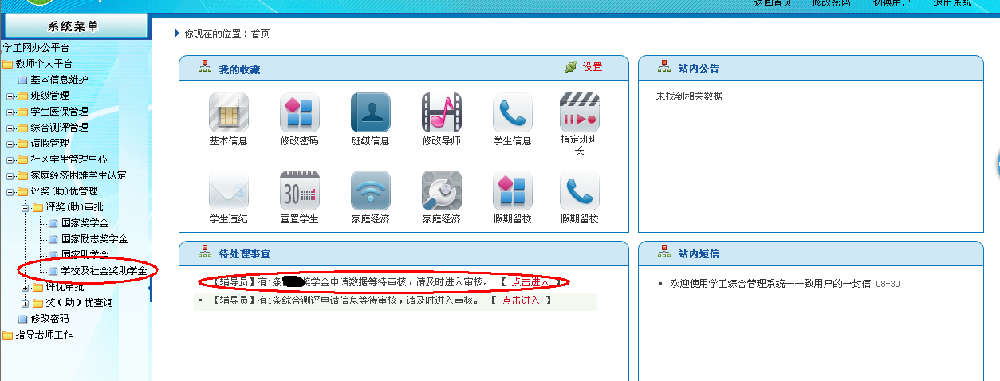 返回首页 修改密码 切换用户 退出系统
系统菜单
学工网办公平台
教师个人平台
基本信息维护
班级管理
学生医保管理
综合测评管理
请假管理
社区学生管理中心
家庭经济困难学生认定
评奖(助)优管理
评奖(助)审批
国家奖学金
国家励志奖学金
国家助学金
学校及社会奖助学金
评优审批
奖(助)优查询
修改密码
指导老师工作
你现在的位置：首页
我的收藏 设置
基本信息 修改密码 班级信息 修改导师 学生信息 指定班班
长
学生违纪 重置学生 家庭经济 家庭经济 假期留校 假期留校
站内公告
未找到相关数据
待处理事宜
【辅导员】有1条奖学金申请数据等待审核，请及时进入审核。 【 点击进入 】
【辅导员】有1条综合测评申请信息等待审核，请及时进入审核。 【 点击进入 】
站内短信
欢迎使用学工综合管理系统——致用户的一封信 08-30